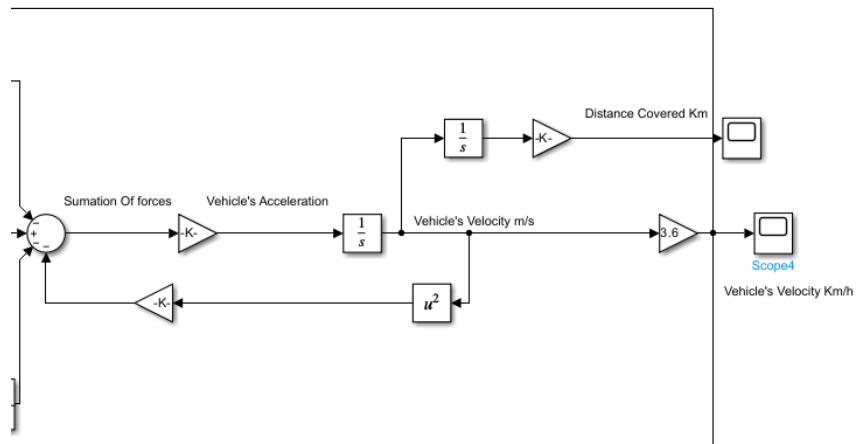 Distance Covered Km
1
s
-K-
Sumation Of forces
Vehicle's Acceleration
Vehicle's Velocity m/s
−
+
−
−
-K-
1
s
3.6
Scope4
Vehicle's Velocity Km/h
-K-
u²